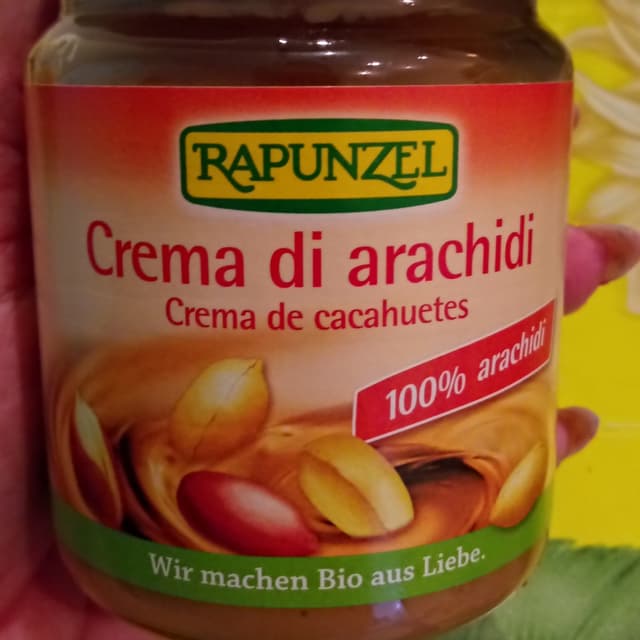 RAPUNZEL
Crema di arachidi
Crema de cacahuetes
100% arachidi
Wir machen Bio aus Liebe.